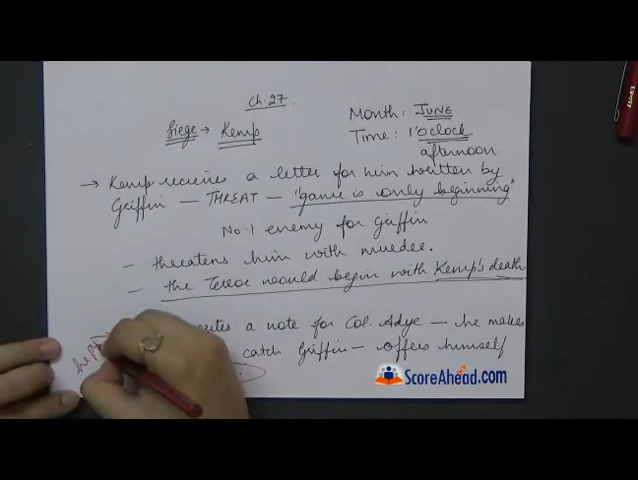 Ch. 27.
Siege → Kemp
Month: JUNE
Time: 1 o'clock
afternoon.
→ Kemp receives a letter for him written by
Griffin — THREAT — "game is only beginning"
No:1 enemy for Griffin
- threatens him with murder.
- the Terror would begin with Kemp's death
a note for Col. Adye — he makes
catch Griffin — offers himself
ScoreAhead.com